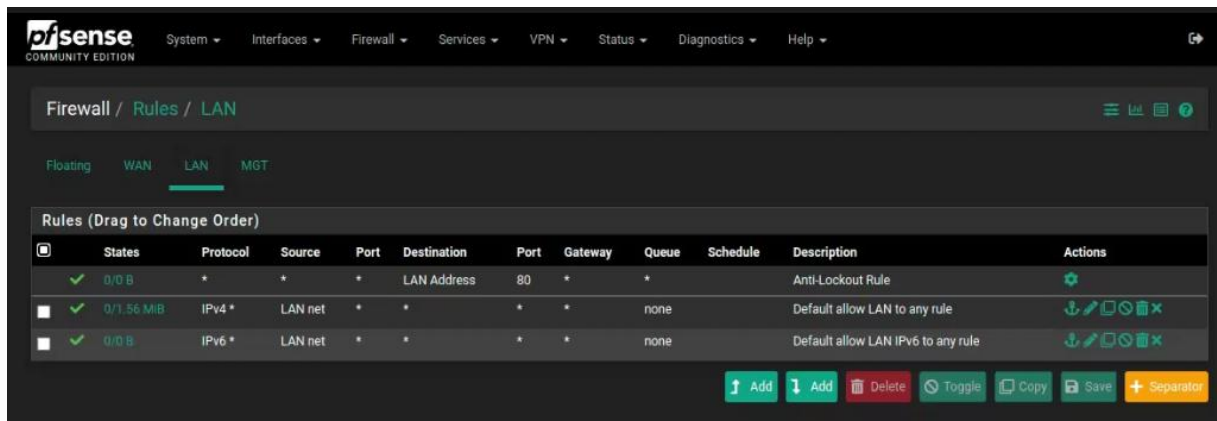 pfsense
COMMUNITY EDITION
System Interfaces Firewall Services VPN Status Diagnostics Help
Firewall / Rules / LAN
Floating WAN LAN MGT
Rules (Drag to Change Order)
States Protocol Source Port Destination Port Gateway Queue Schedule Description Actions
0/0 B * * * LAN Address 80 * * Anti-Lockout Rule
0/1.56 MiB IPv4 * LAN net * * * * none Default allow LAN to any rule
0/0 B IPv6 * LAN net * * * * none Default allow LAN IPv6 to any rule
Add Add Delete Toggle Copy Save + Separator